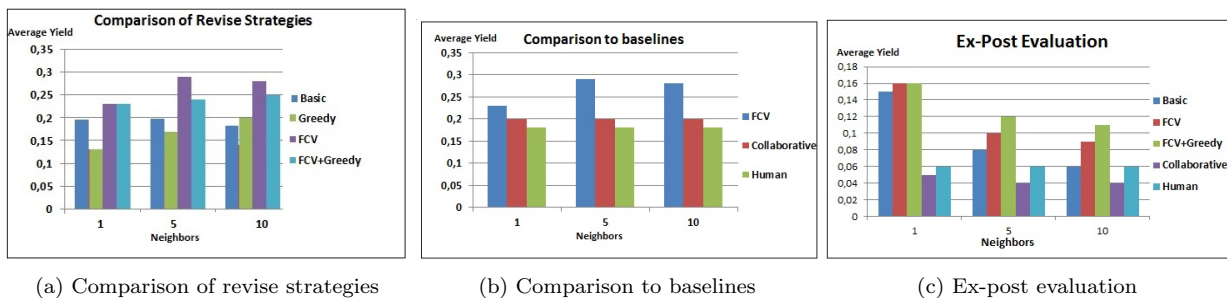 Comparison of Revise Strategies
Average Yield
0,35
0,3
0,25
0,2
0,15
0,1
0,05
0
1 5 10
Neighbors
Basic
Greedy
FCV
FCV+Greedy
(a) Comparison of revise strategies
Comparison to baselines
Average Yield
0,35
0,3
0,25
0,2
0,15
0,1
0,05
0
1 5 10
Neighbors
FCV
Collaborative
Human
(b) Comparison to baselines
Ex-Post Evaluation
Average Yield
0,18
0,16
0,14
0,12
0,1
0,08
0,06
0,04
0,02
0
1 5 10
Neighbors
Basic
FCV
FCV+Greedy
Collaborative
Human
(c) Ex-post evaluation